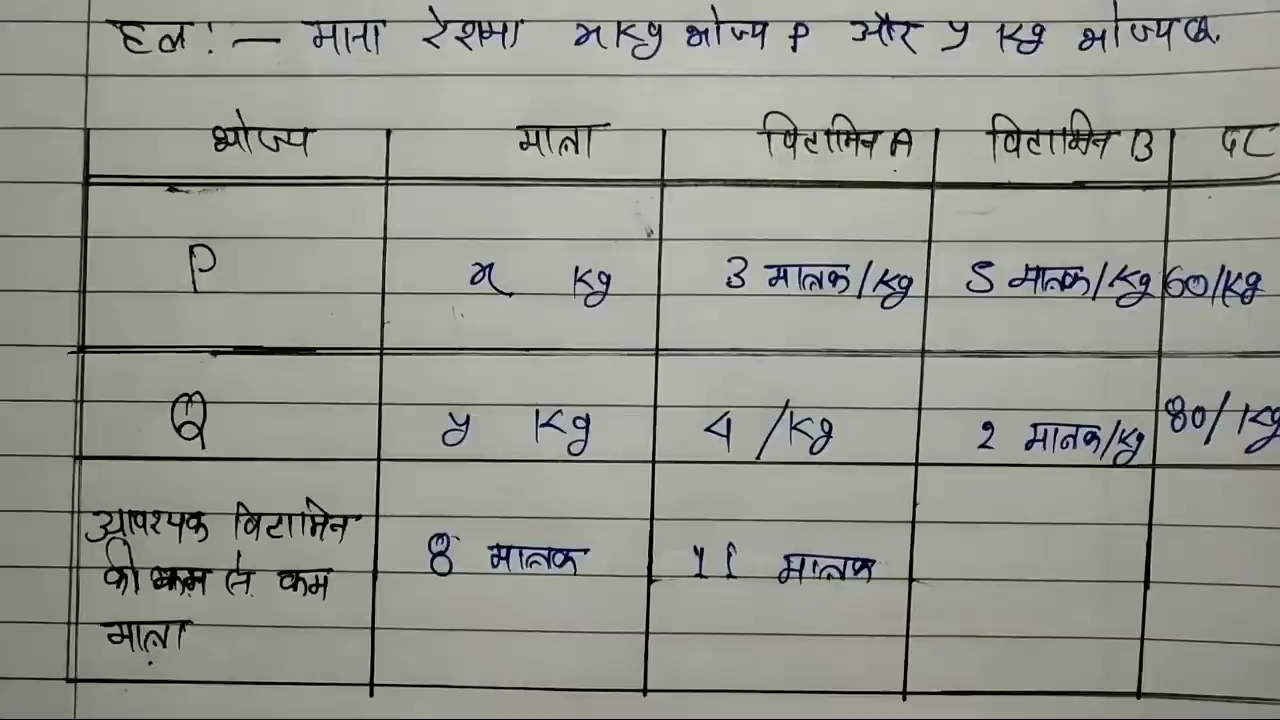 हल :- माना रेशमा x Kg भोज्य P और y Kg भोज्य Q.
भोज्य मात्रा विटामिन A विटामिन B दर
P x Kg 3 मात्रक/Kg 5 मात्रक/Kg 60/Kg
Q y Kg 4 /Kg 2 मात्रक/Kg 80/Kg
आवश्यक विटामिन
की कम से कम 8 मात्रक 11 मात्रक
मात्रा